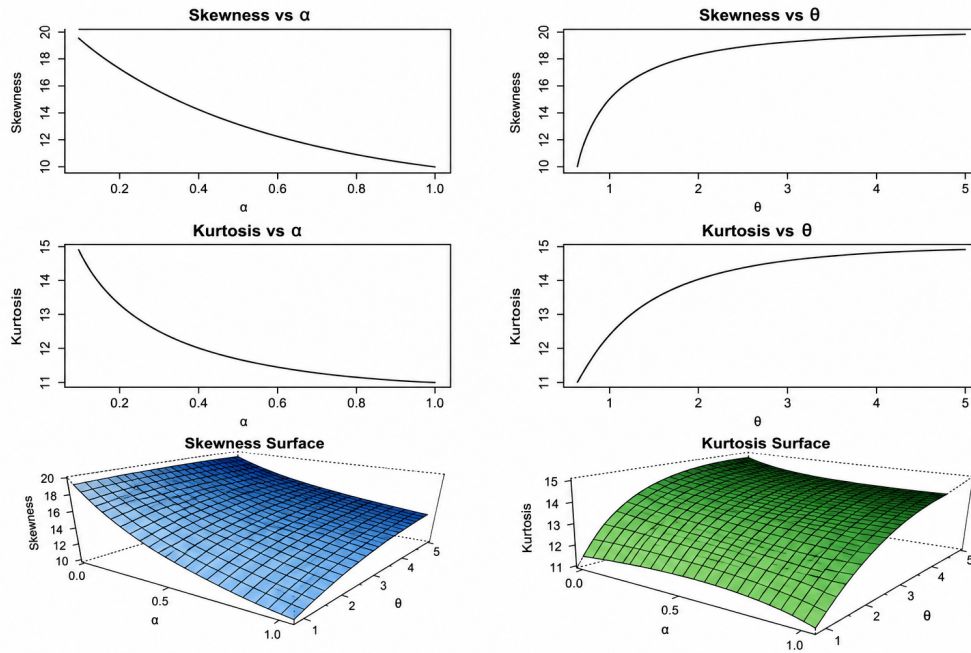 Skewness vs α
Skewness
20
18
16
14
12
10
0.2 0.4 0.6 0.8 1.0
α
Skewness vs θ
Skewness
20
18
16
14
12
10
1 2 3 4 5
θ
Kurtosis vs α
Kurtosis
15
14
13
12
11
0.2 0.4 0.6 0.8 1.0
α
Kurtosis vs θ
Kurtosis
15
14
13
12
11
1 2 3 4 5
θ
Skewness Surface
Skewness
20
18
16
14
12
10
0.0 0.5 1.0
α
1 2 3 4 5
θ
Kurtosis Surface
Kurtosis
15
14
13
12
11
0.0 0.5 1.0
α
1 2 3 4 5
θ